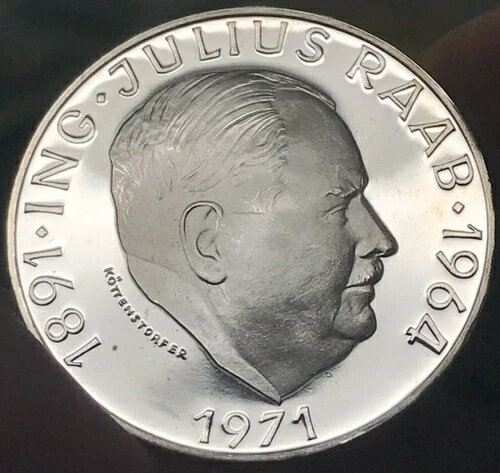 1891 · ING · JULIUS RAAB · 1964
KÖTTENSTORFER
1971